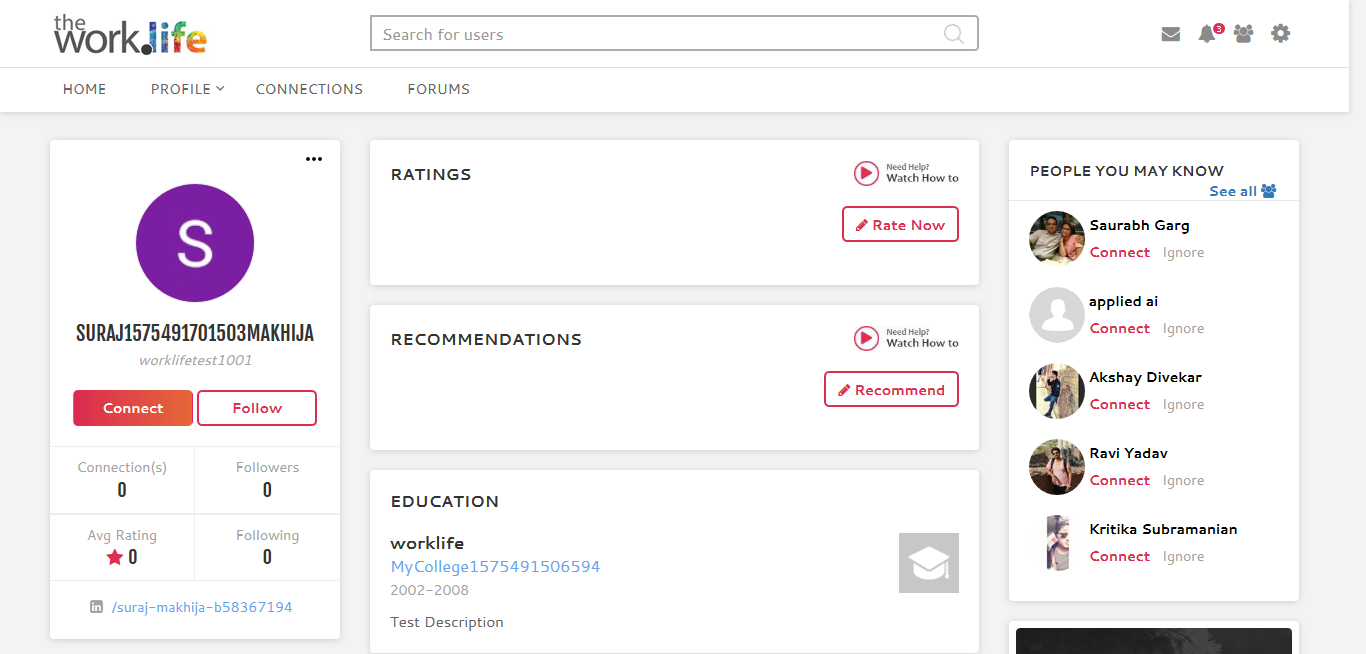 the
work.life
Search for users
3
HOME PROFILE CONNECTIONS FORUMS
S
SURAJ1575491701503MAKHIJA
worklifetest1001
Connect Follow
Connection(s) Followers
0 0
Avg Rating Following
0 0
/suraj-makhija-b58367194
RATINGS
Need Help?
Watch How to
Rate Now
RECOMMENDATIONS
Need Help?
Watch How to
Recommend
EDUCATION
worklife
MyCollege1575491506594
2002-2008
Test Description
PEOPLE YOU MAY KNOW
See all
Saurabh Garg
Connect Ignore
applied ai
Connect Ignore
Akshay Divekar
Connect Ignore
Ravi Yadav
Connect Ignore
Kritika Subramanian
Connect Ignore